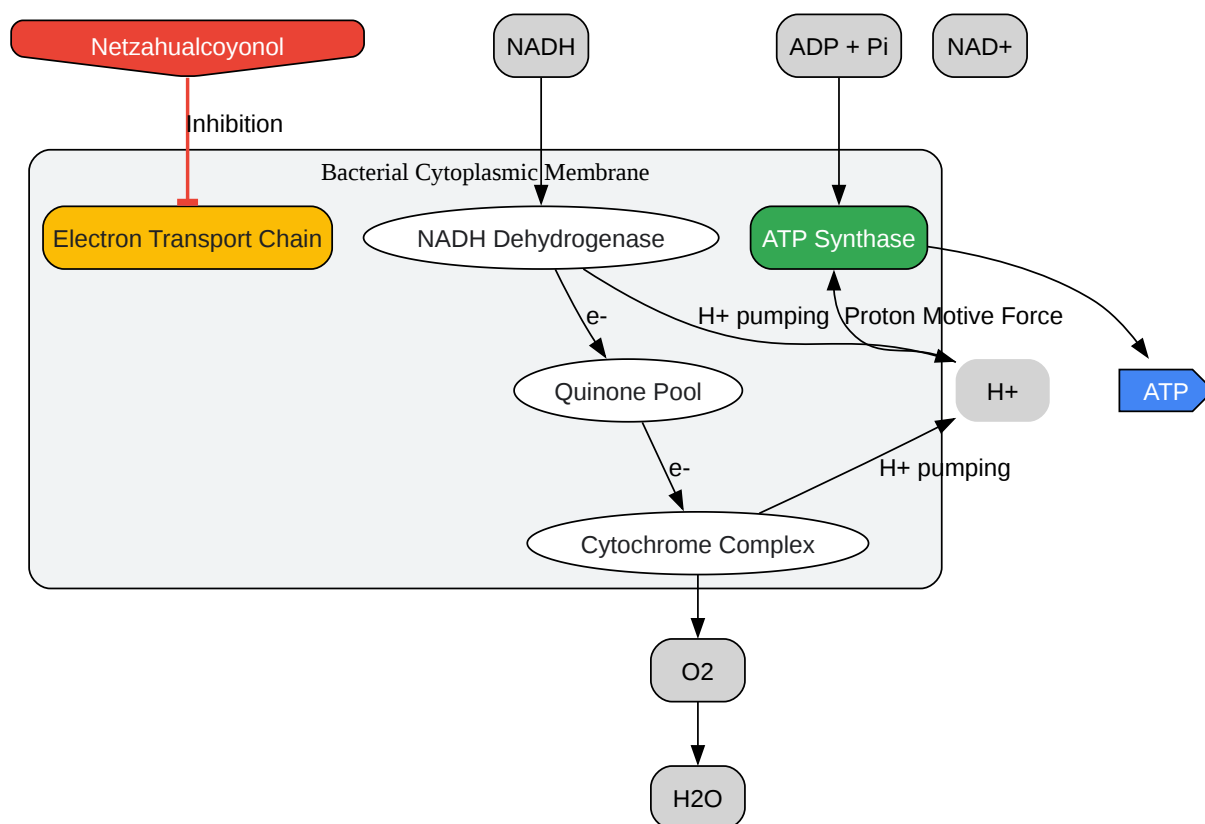 Netzahualcoyonol
NADH
ADP + Pi
NAD+
Inhibition
Bacterial Cytoplasmic Membrane
Electron Transport Chain
NADH Dehydrogenase
ATP Synthase
e-
H+ pumping
Proton Motive Force
Quinone Pool
H+
ATP
e-
H+ pumping
Cytochrome Complex
O2
H2O